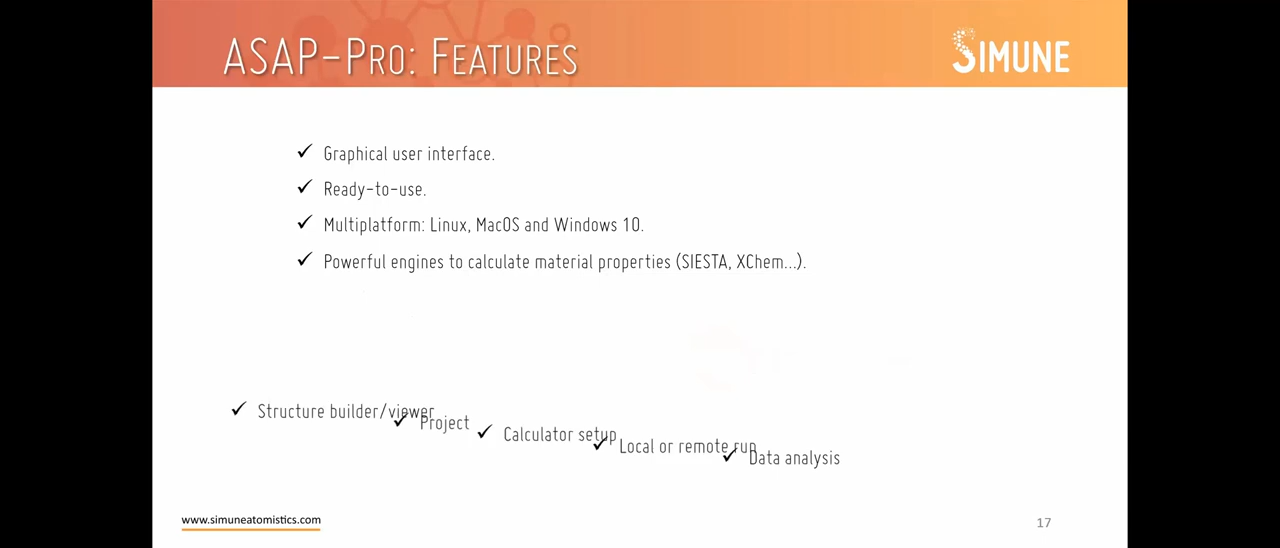 ASAP-Pro: Features
SIMUNE
✓ Graphical user interface.
✓ Ready-to-use.
✓ Multiplatform: Linux, MacOS and Windows 10.
✓ Powerful engines to calculate material properties (SIESTA, XChem...).
✓ Structure builder/viewer
✓ Project
✓ Calculator setup
✓ Local or remote run
✓ Data analysis
www.simuneatomistics.com
17